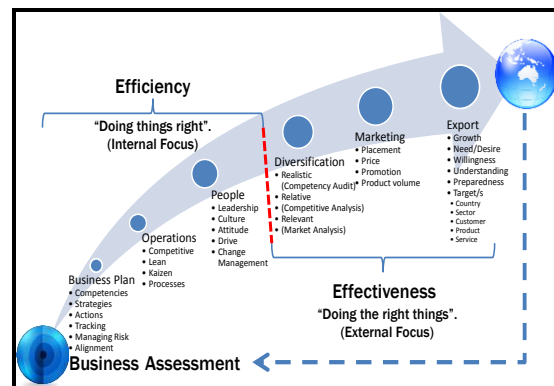 Efficiency
“Doing things right”.
(Internal Focus)
Business Plan
• Competencies
• Strategies
• Actions
• Tracking
• Managing Risk
• Alignment
Operations
• Competitive
• Lean
• Kaizen
• Processes
People
• Leadership
• Culture
• Attitude
• Drive
• Change
Management
Diversification
• Realistic
(Competency Audit)
• Relative
(Competitive Analysis)
• Relevant
• (Market Analysis)
Marketing
• Placement
• Price
• Promotion
• Product volume
Export
• Growth
• Need/Desire
• Willingness
• Understanding
• Preparedness
• Target/s
• Country
• Sector
• Customer
• Product
• Service
Effectiveness
“Doing the right things”.
(External Focus)
Business Assessment